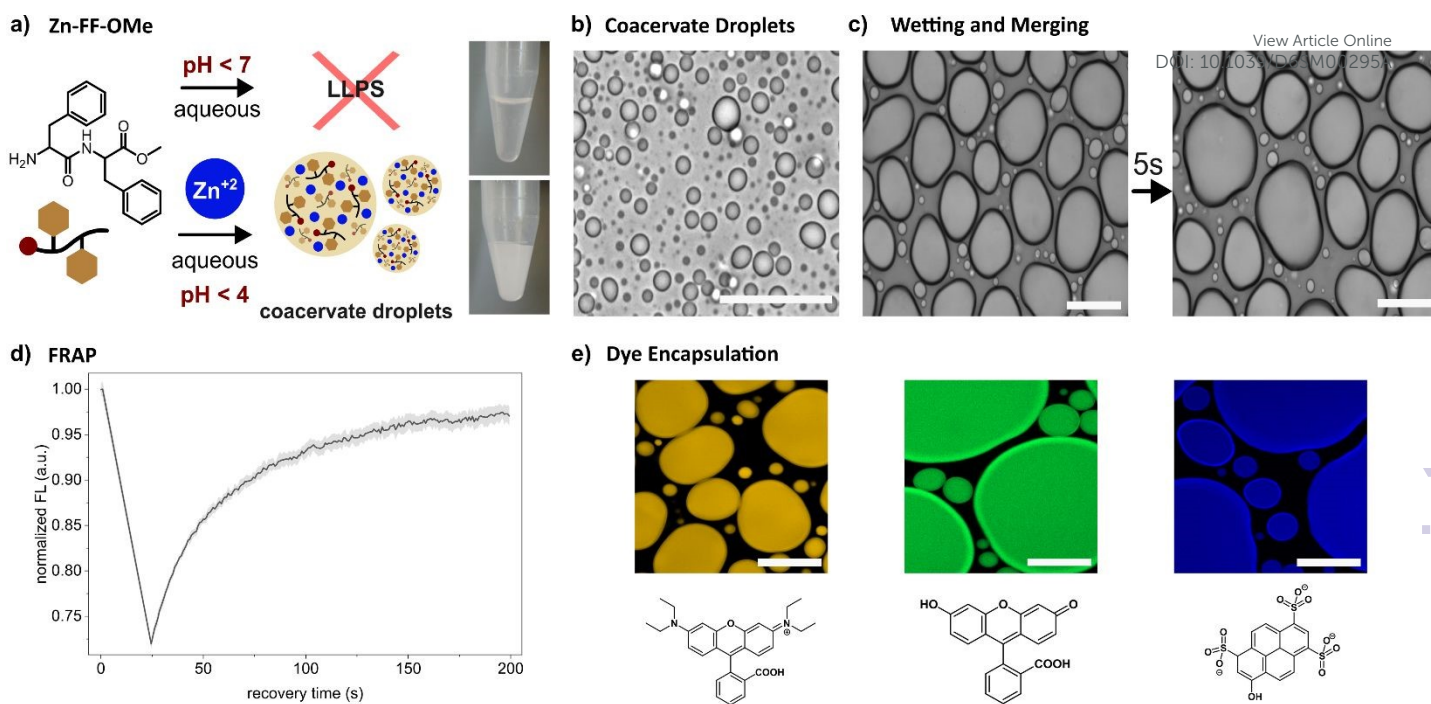 a) Zn-FF-OMe
pH < 7
aqueous
LLPS
H₂N
O
H
N
O
O
Zn⁺²
aqueous
pH < 4
coacervate droplets
b) Coacervate Droplets
c) Wetting and Merging
View Article Online
5s
d) FRAP
normalized FL (a.u.)
1.00
0.95
0.90
0.85
0.80
0.75
0
50
100
150
200
recovery time (s)
e) Dye Encapsulation
N
O
N
⊕
COOH
HO
O
O
COOH
O
O
S
O
⊖
⊖
O
S
O
O
O
S
O
O
⊖
OH